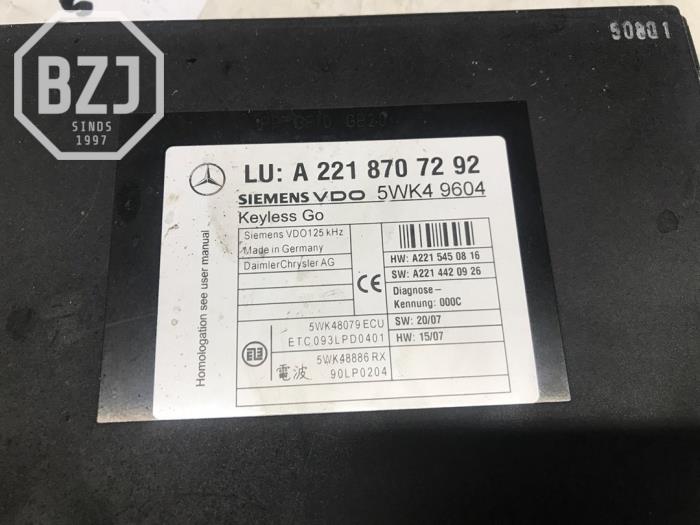 50801
BZJ
SINDS
1997
LU: A 221 870 72 92
SIEMENS VDO 5WK4 9604
Keyless Go
Siemens VDO125 kHz
Made in Germany
DaimlerChrysler AG
HW: A221 545 08 16
SW: A221 442 09 26
Diagnose-
Kennung: 000C
SW: 20/07
HW: 15/07
CE
5WK48079 ECU
ETC093LPD0401
5WK48886 RX
電波 90LP0204
Homologation see user manual